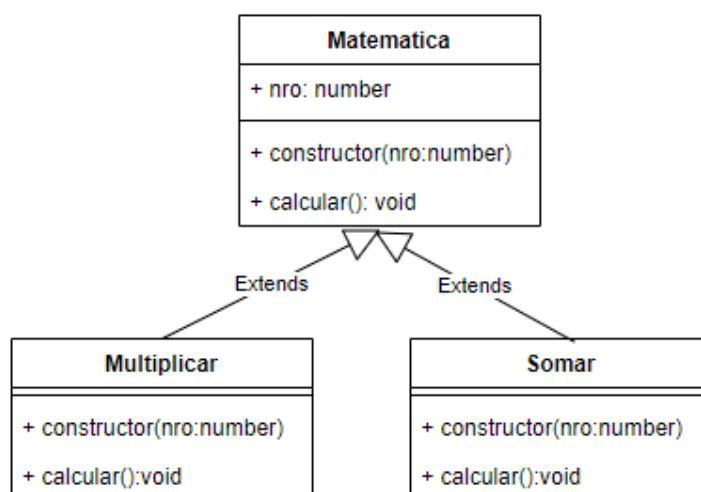 Matematica
+ nro: number
+ constructor(nro:number)
+ calcular(): void
Extends
Extends
Multiplicar
+ constructor(nro:number)
+ calcular():void
Somar
+ constructor(nro:number)
+ calcular():void